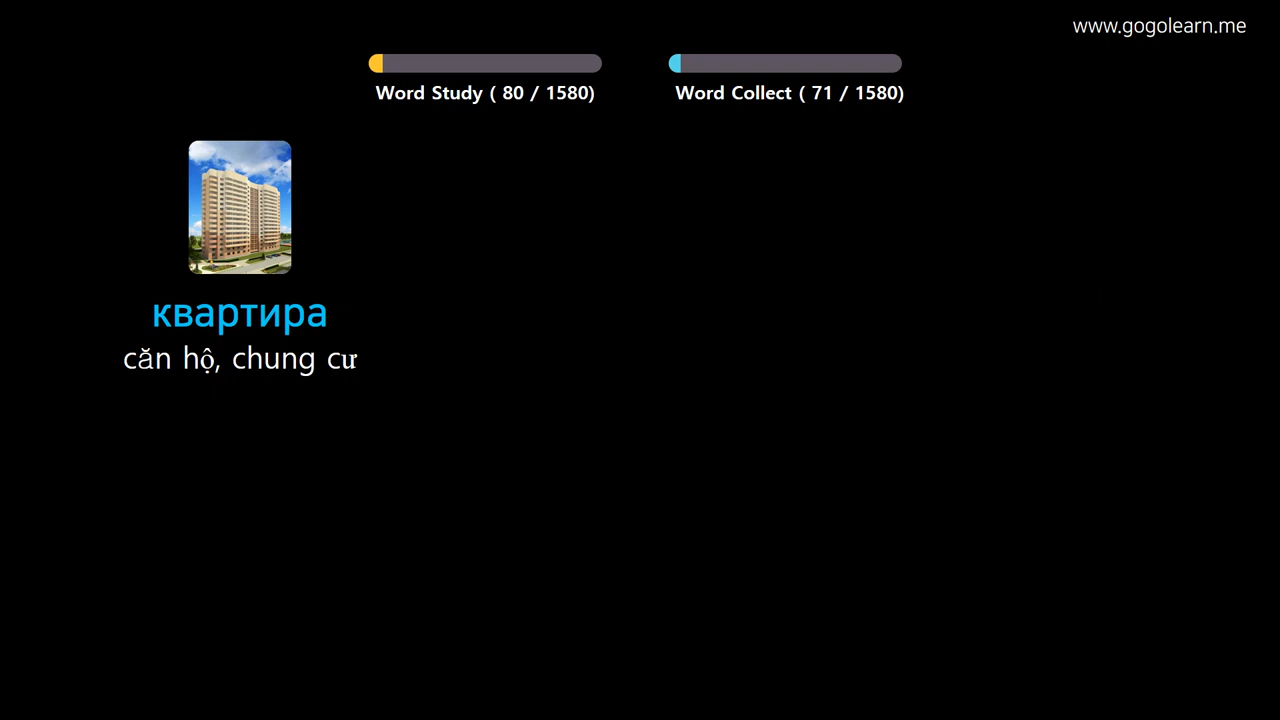 www.gogolearn.me
Word Study ( 80 / 1580)
Word Collect ( 71 / 1580)
квартира
căn hộ, chung cư